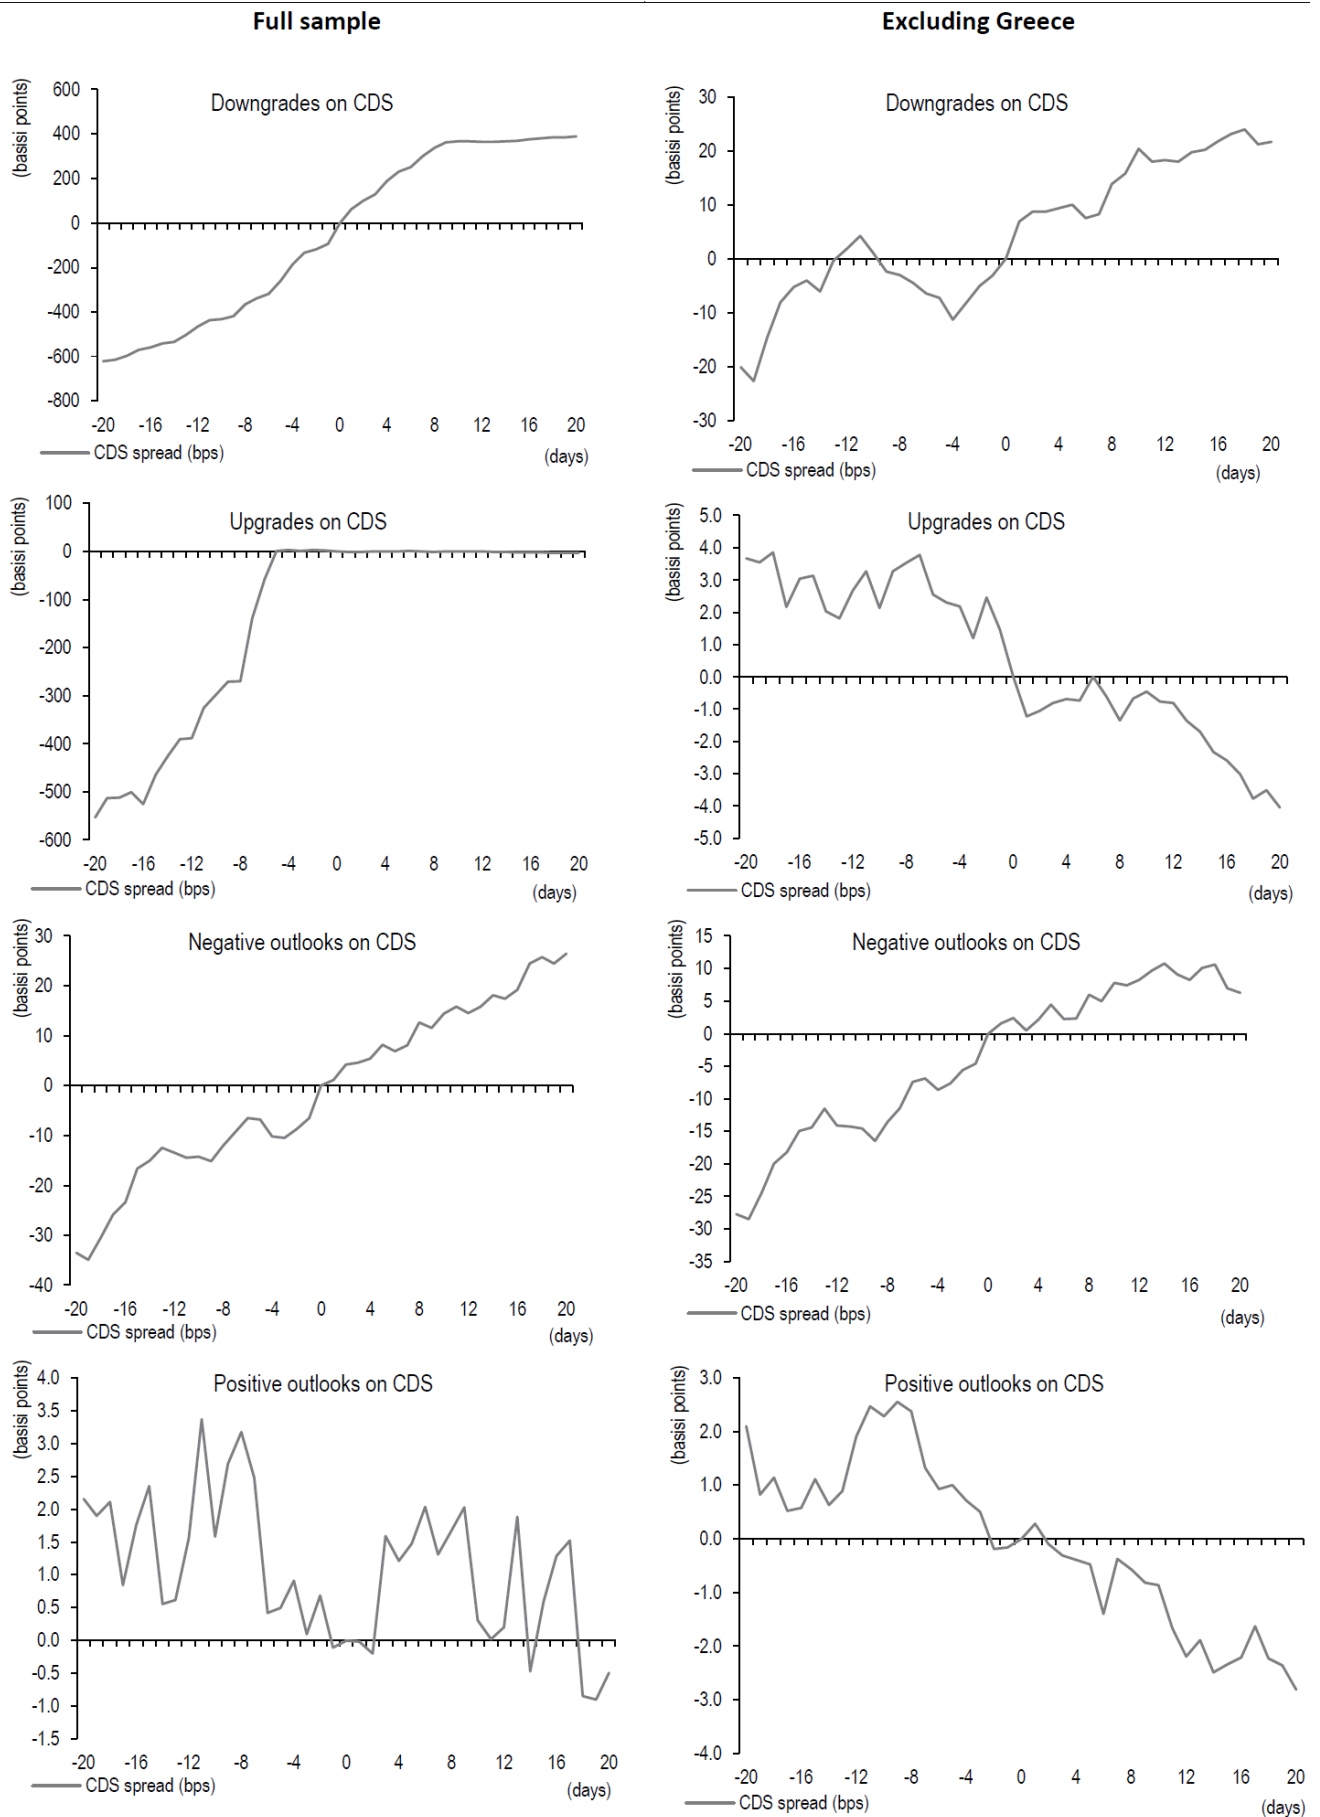 Full sample
Excluding Greece
(basisi points)
Downgrades on CDS
600
400
200
0
-200
-400
-600
-800
-20 -16 -12 -8 -4 0 4 8 12 16 20
CDS spread (bps)
(days)
(basisi points)
Downgrades on CDS
30
20
10
0
-10
-20
-30
-20 -16 -12 -8 -4 0 4 8 12 16 20
CDS spread (bps)
(days)
(basisi points)
Upgrades on CDS
100
0
-100
-200
-300
-400
-500
-600
-20 -16 -12 -8 -4 0 4 8 12 16 20
CDS spread (bps)
(days)
(basisi points)
Upgrades on CDS
5.0
4.0
3.0
2.0
1.0
0.0
-1.0
-2.0
-3.0
-4.0
-5.0
-20 -16 -12 -8 -4 0 4 8 12 16 20
CDS spread (bps)
(days)
(basisi points)
Negative outlooks on CDS
30
20
10
0
-10
-20
-30
-40
-20 -16 -12 -8 -4 0 4 8 12 16 20
CDS spread (bps)
(days)
(basisi points)
Negative outlooks on CDS
15
10
5
0
-5
-10
-15
-20
-25
-30
-35
-20 -16 -12 -8 -4 0 4 8 12 16 20
CDS spread (bps)
(days)
(basisi points)
Positive outlooks on CDS
4.0
3.5
3.0
2.5
2.0
1.5
1.0
0.5
0.0
-0.5
-1.0
-1.5
-20 -16 -12 -8 -4 0 4 8 12 16 20
CDS spread (bps)
(days)
(basisi points)
Positive outlooks on CDS
3.0
2.0
1.0
0.0
-1.0
-2.0
-3.0
-4.0
-20 -16 -12 -8 -4 0 4 8 12 16 20
CDS spread (bps)
(days)